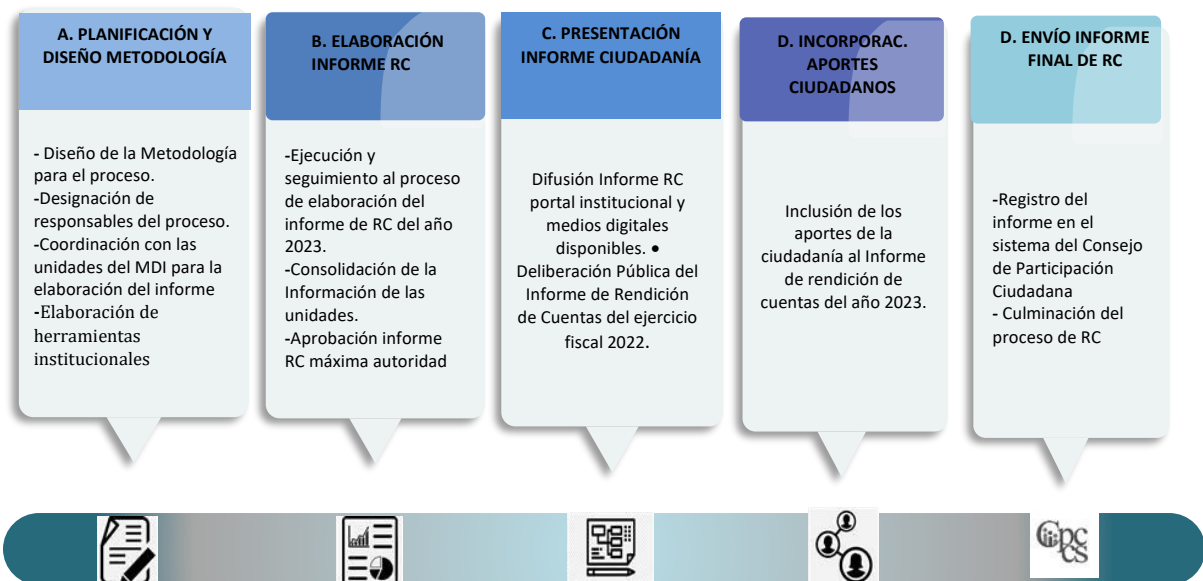 A. PLANIFICACIÓN Y
DISEÑO METODOLOGÍA
- Diseño de la Metodología
para el proceso.
-Designación de
responsables del proceso.
-Coordinación con las
unidades del MDI para la
elaboración del informe
-Elaboración de
herramientas
institucionales
B. ELABORACIÓN
INFORME RC
-Ejecución y
seguimiento al proceso
de elaboración del
informe de RC del año
2023.
-Consolidación de la
Información de las
unidades.
-Aprobación informe
RC máxima autoridad
C. PRESENTACIÓN
INFORME CIUDADANÍA
Difusión Informe RC
portal institucional y
medios digitales
disponibles. •
Deliberación Pública del
Informe de Rendición
de Cuentas del ejercicio
fiscal 2022.
D. INCORPORAC.
APORTES
CIUDADANOS
Inclusión de los
aportes de la
ciudadanía al Informe
de rendición de
cuentas del año 2023.
D. ENVÍO INFORME
FINAL DE RC
-Registro del
informe en el
sistema del Consejo
de Participación
Ciudadana
- Culminación del
proceso de RC
Cpc
CS